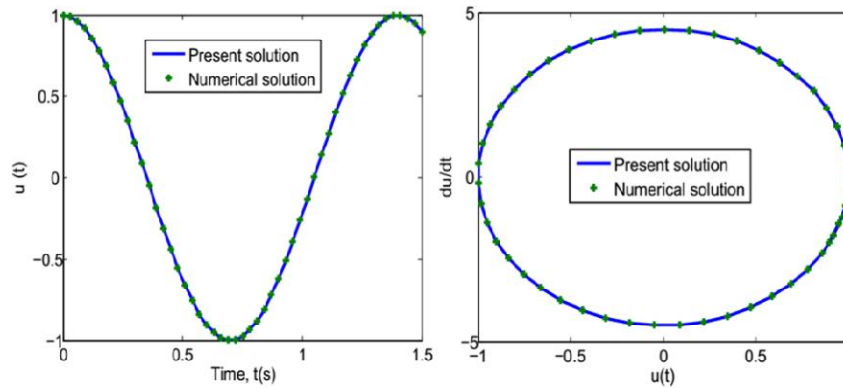 1
0.5
0
−0.5
−1
u (t)
Present solution
Numerical solution
0
0.5
1
1.5
Time, t(s)
5
0
−5
du/dt
Present solution
Numerical solution
−1
−0.5
0
0.5
u(t)